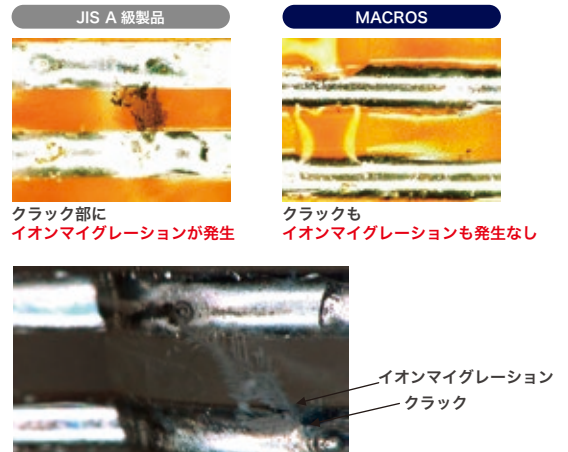 JIS A 級製品
MACROS
クラック部に
イオンマイグレーションが発生
クラックも
イオンマイグレーションも発生なし
イオンマイグレーション
クラック